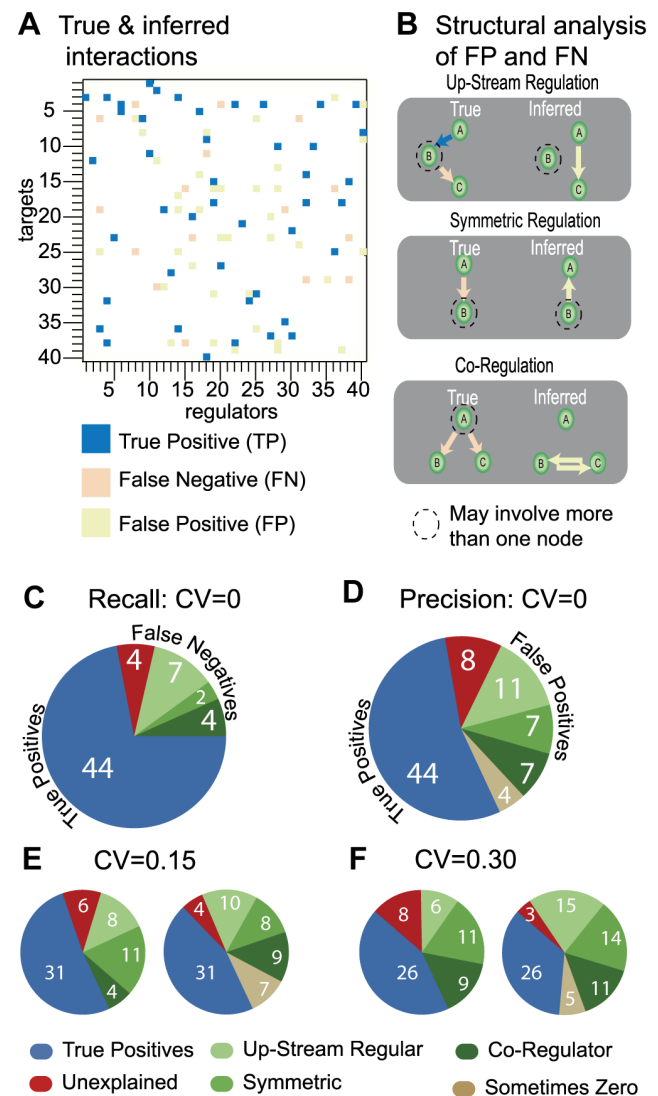 A True & inferred
interactions
B Structural analysis
of FP and FN
Up-Stream Regulation
True Inferred
A
B
C
A
B
C
Symmetric Regulation
True Inferred
A
B
A
B
Co-Regulation
True Inferred
A
B C
A
B C
May involve more
than one node
targets
5
10
15
20
25
30
35
40
5 10 15 20 25 30 35 40
regulators
True Positive (TP)
False Negative (FN)
False Positive (FP)
C Recall: CV=0
False Negatives
True Positives
4
7
2
4
44
D Precision: CV=0
False Positives
True Positives
8
11
7
7
4
44
E CV=0.15
6
8
11
4
31
4
10
8
9
7
31
F CV=0.30
8
6
11
9
26
3
15
14
11
5
26
True Positives Up-Stream Regular Co-Regulator
Unexplained Symmetric Sometimes Zero